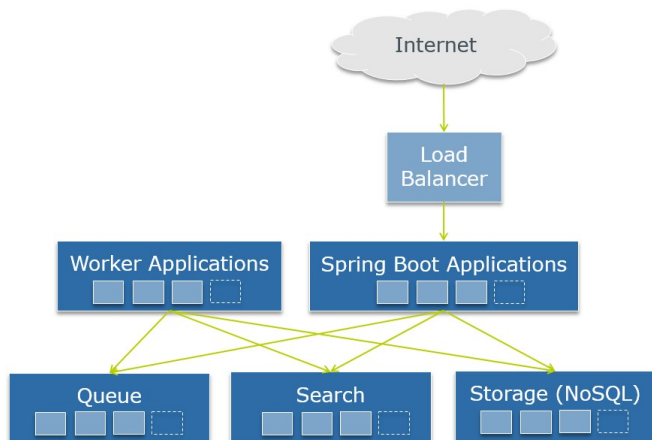 Internet
Load
Balancer
Worker Applications
Spring Boot Applications
Queue
Search
Storage (NoSQL)